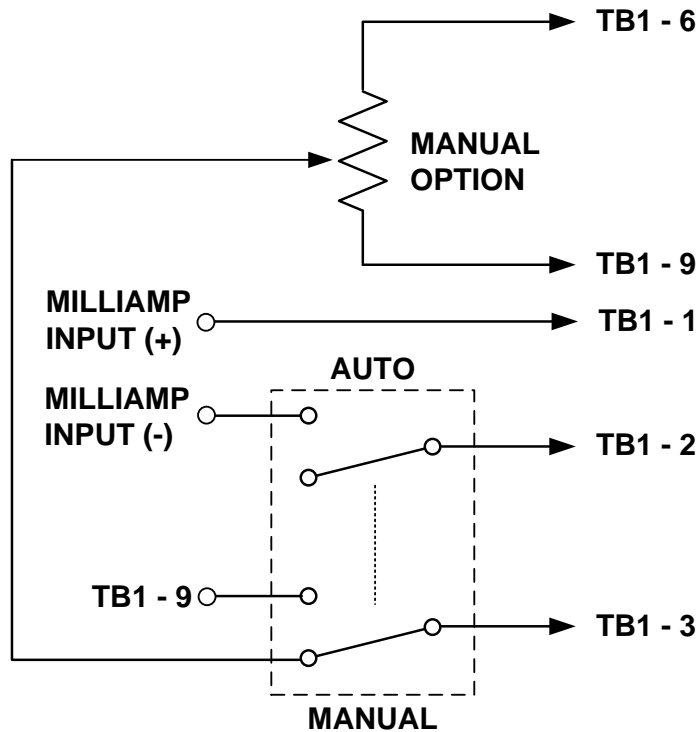 TB1 - 6
MANUAL
OPTION
TB1 - 9
MILLIAMP
INPUT (+)
TB1 - 1
AUTO
MILLIAMP
INPUT (-)
TB1 - 2
TB1 - 9
TB1 - 3
MANUAL